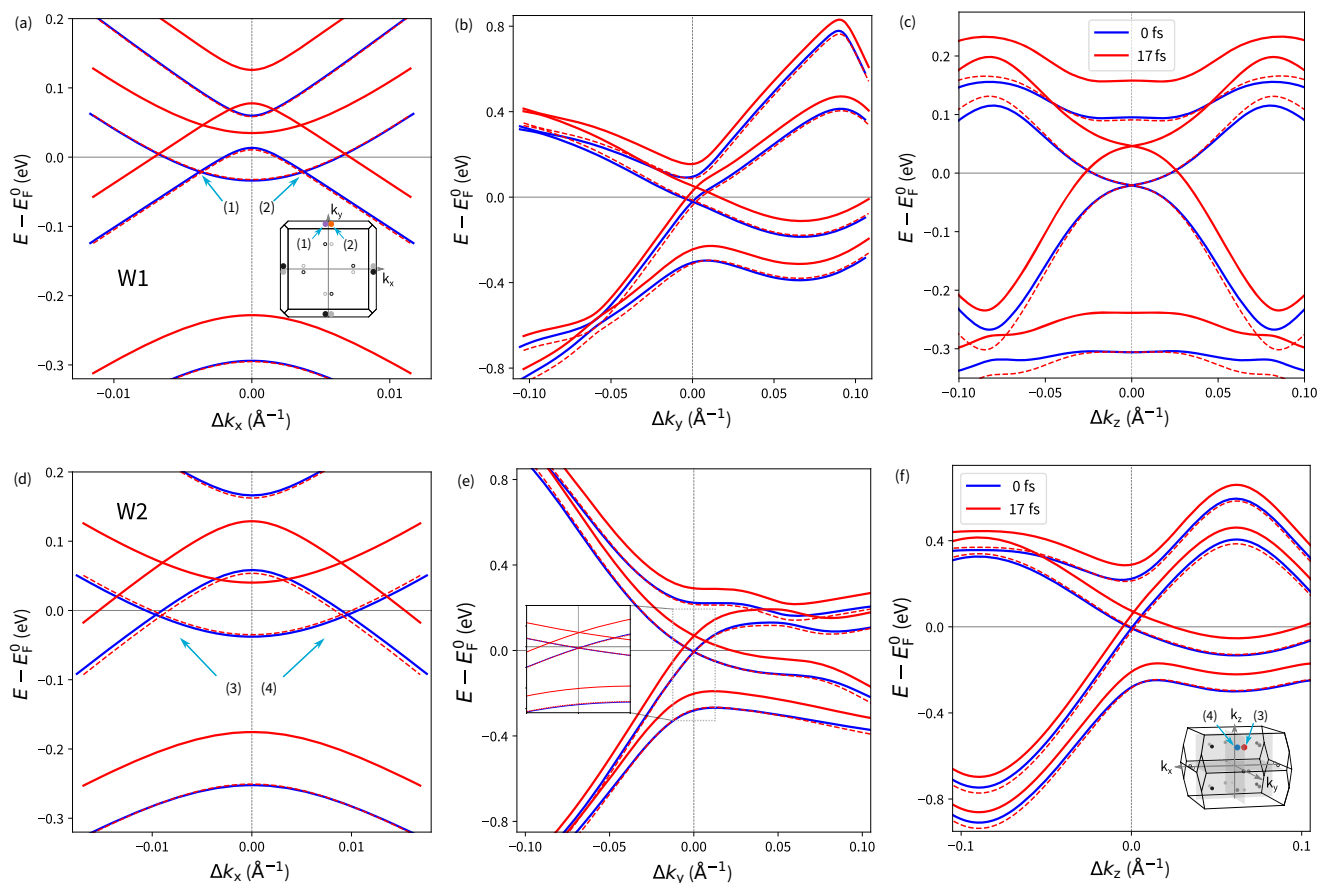 (a)
0.2
0.1
0.0
−0.1
−0.2
−0.3
E − E_F^0 (eV)
(1)
(2)
k_y
(1)
(2)
k_x
W1
−0.01
0.00
0.01
Δk_x (Å⁻¹)
(b)
0.8
0.4
0.0
−0.4
−0.8
E − E_F^0 (eV)
−0.10
−0.05
0.00
0.05
0.10
Δk_y (Å⁻¹)
(c)
0 fs
17 fs
0.2
0.1
0.0
−0.1
−0.2
−0.3
E − E_F^0 (eV)
−0.10
−0.05
0.00
0.05
0.10
Δk_z (Å⁻¹)
(d)
W2
0.2
0.1
0.0
−0.1
−0.2
−0.3
E − E_F^0 (eV)
(3)
(4)
−0.01
0.00
0.01
Δk_x (Å⁻¹)
(e)
0.8
0.4
0.0
−0.4
−0.8
E − E_F^0 (eV)
−0.10
−0.05
0.00
0.05
0.10
Δk_y (Å⁻¹)
(f)
0 fs
17 fs
0.4
0.0
−0.4
−0.8
E − E_F^0 (eV)
(4)
k_z
(3)
k_x
k_y
−0.1
0.0
0.1
Δk_z (Å⁻¹)